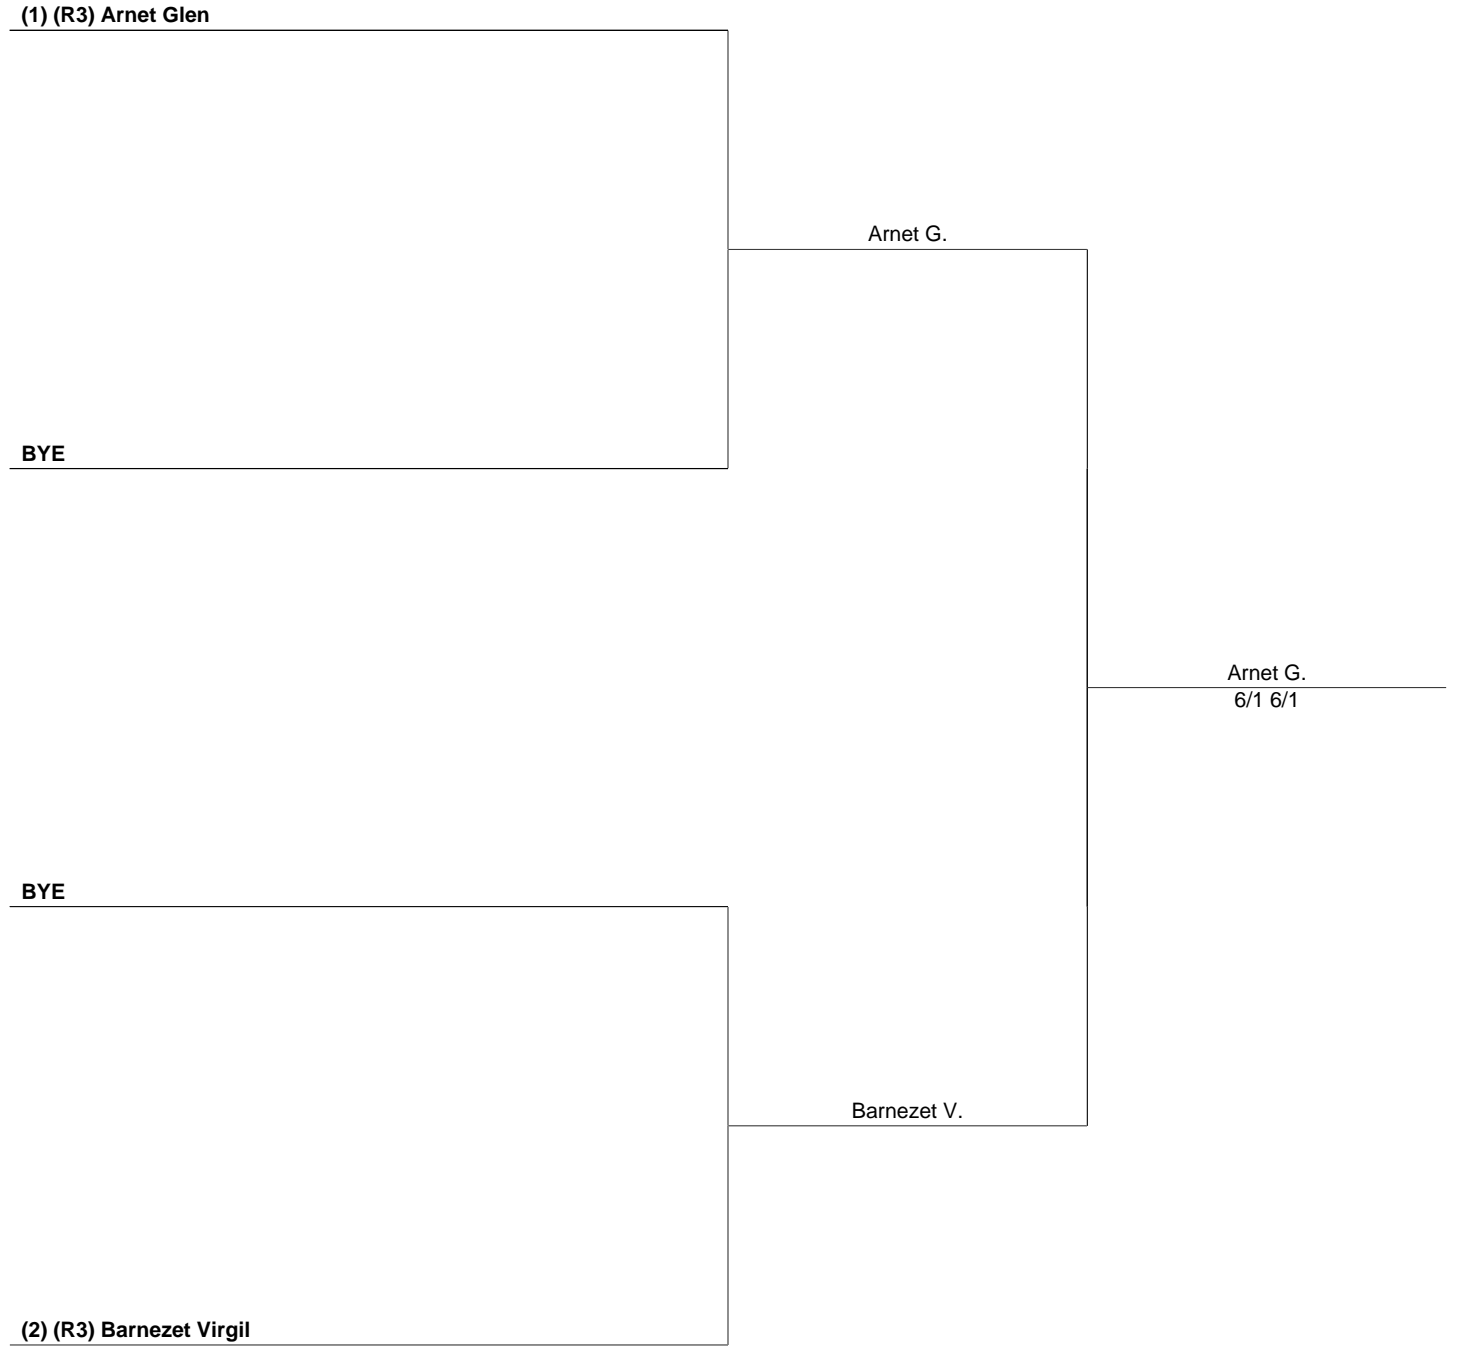 (1) (R3) Arnet Glen
Arnet G.
BYE
Arnet G.
6/1 6/1
BYE
Barnezet V.
(2) (R3) Barnezet Virgil